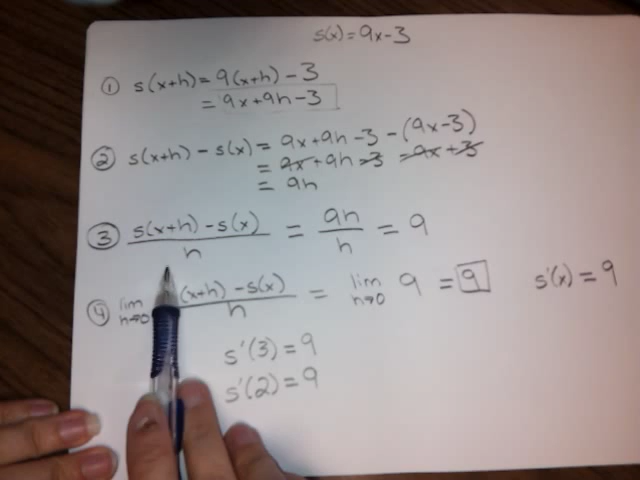 s(x) = 9x - 3
① s(x+h) = 9(x+h) - 3
= 9x + 9h - 3
② s(x+h) - s(x) = 9x + 9h - 3 - (9x - 3)
= 9x + 9h - 3 - 9x + 3
= 9h
③ s(x+h) - s(x) / h = 9h / h = 9
④ lim h→0 (x+h) - s(x) / h = lim h→0 9 = 9 s'(x) = 9
s'(3) = 9
s'(2) = 9